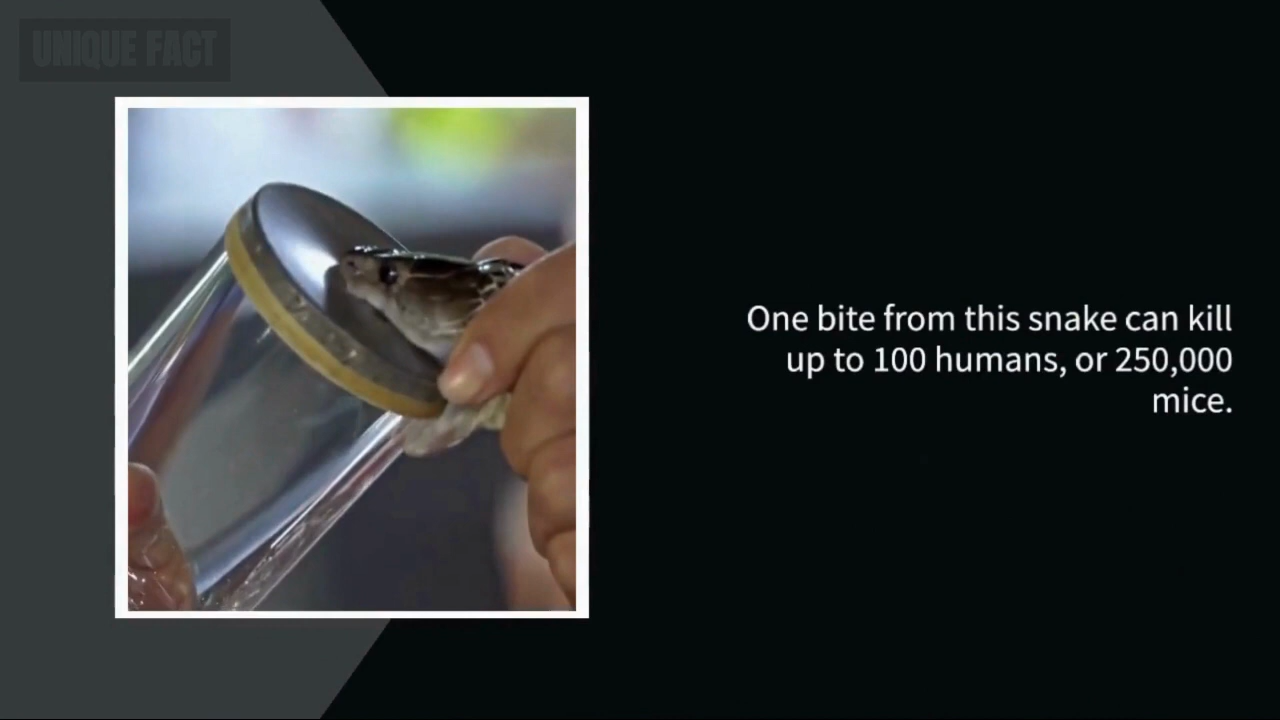 UNIQUE FACT
One bite from this snake can kill
up to 100 humans, or 250,000
mice.